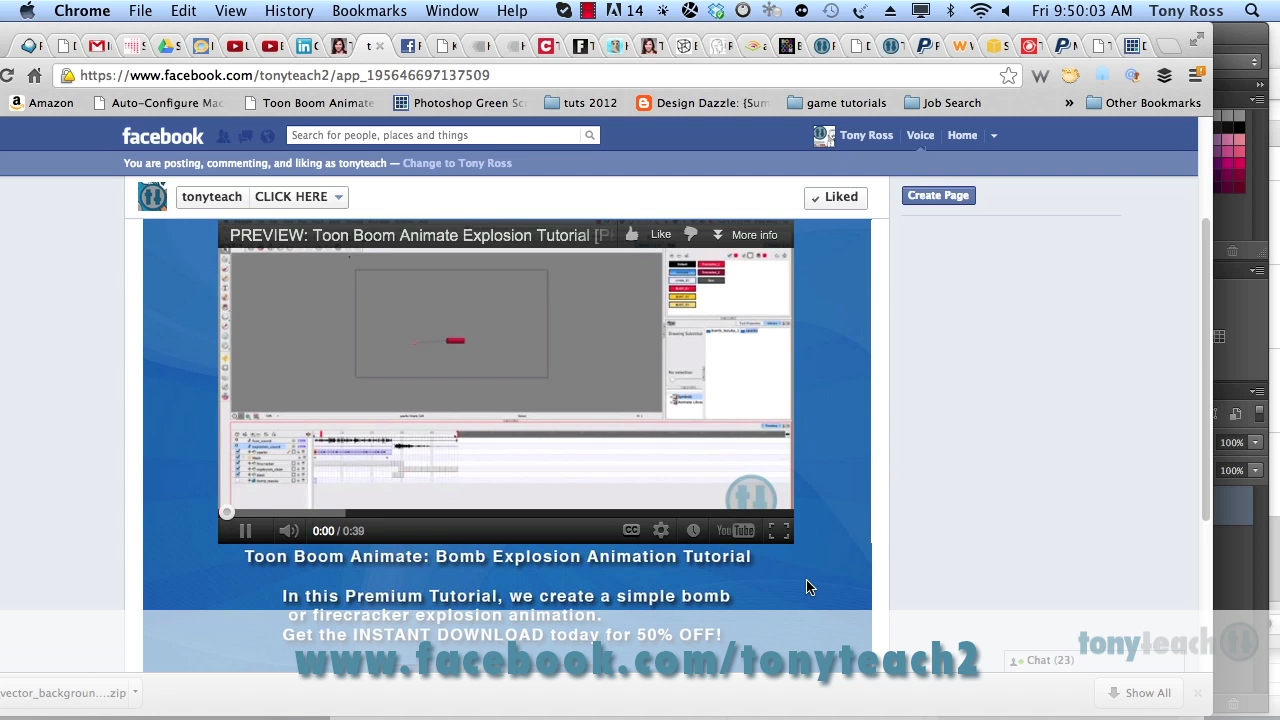 Chrome File Edit View History Bookmarks Window Help 14 Fri 9:50:03 AM Tony Ross
https://www.facebook.com/tonyteach2/app_195646697137509
Amazon Auto-Configure Mac Toon Boom Animate Photoshop Green Sc tuts 2012 Design Dazzle: {Sum game tutorials Job Search » Other Bookmarks
facebook Search for people, places and things Tony Ross Voice Home
You are posting, commenting, and liking as tonyteach — Change to Tony Ross
tonyteach CLICK HERE Liked Create Page
PREVIEW: Toon Boom Animate Explosion Tutorial [P Like More info
100%
100%
0:00 / 0:39 CC YouTube
Toon Boom Animate: Bomb Explosion Animation Tutorial
In this Premium Tutorial, we create a simple bomb
or firecracker explosion animation.
Get the INSTANT DOWNLOAD today for 50% OFF!
www.facebook.com/tonyteach2
tonyteach
Chat (23)
vector_backgroun....zip Show All